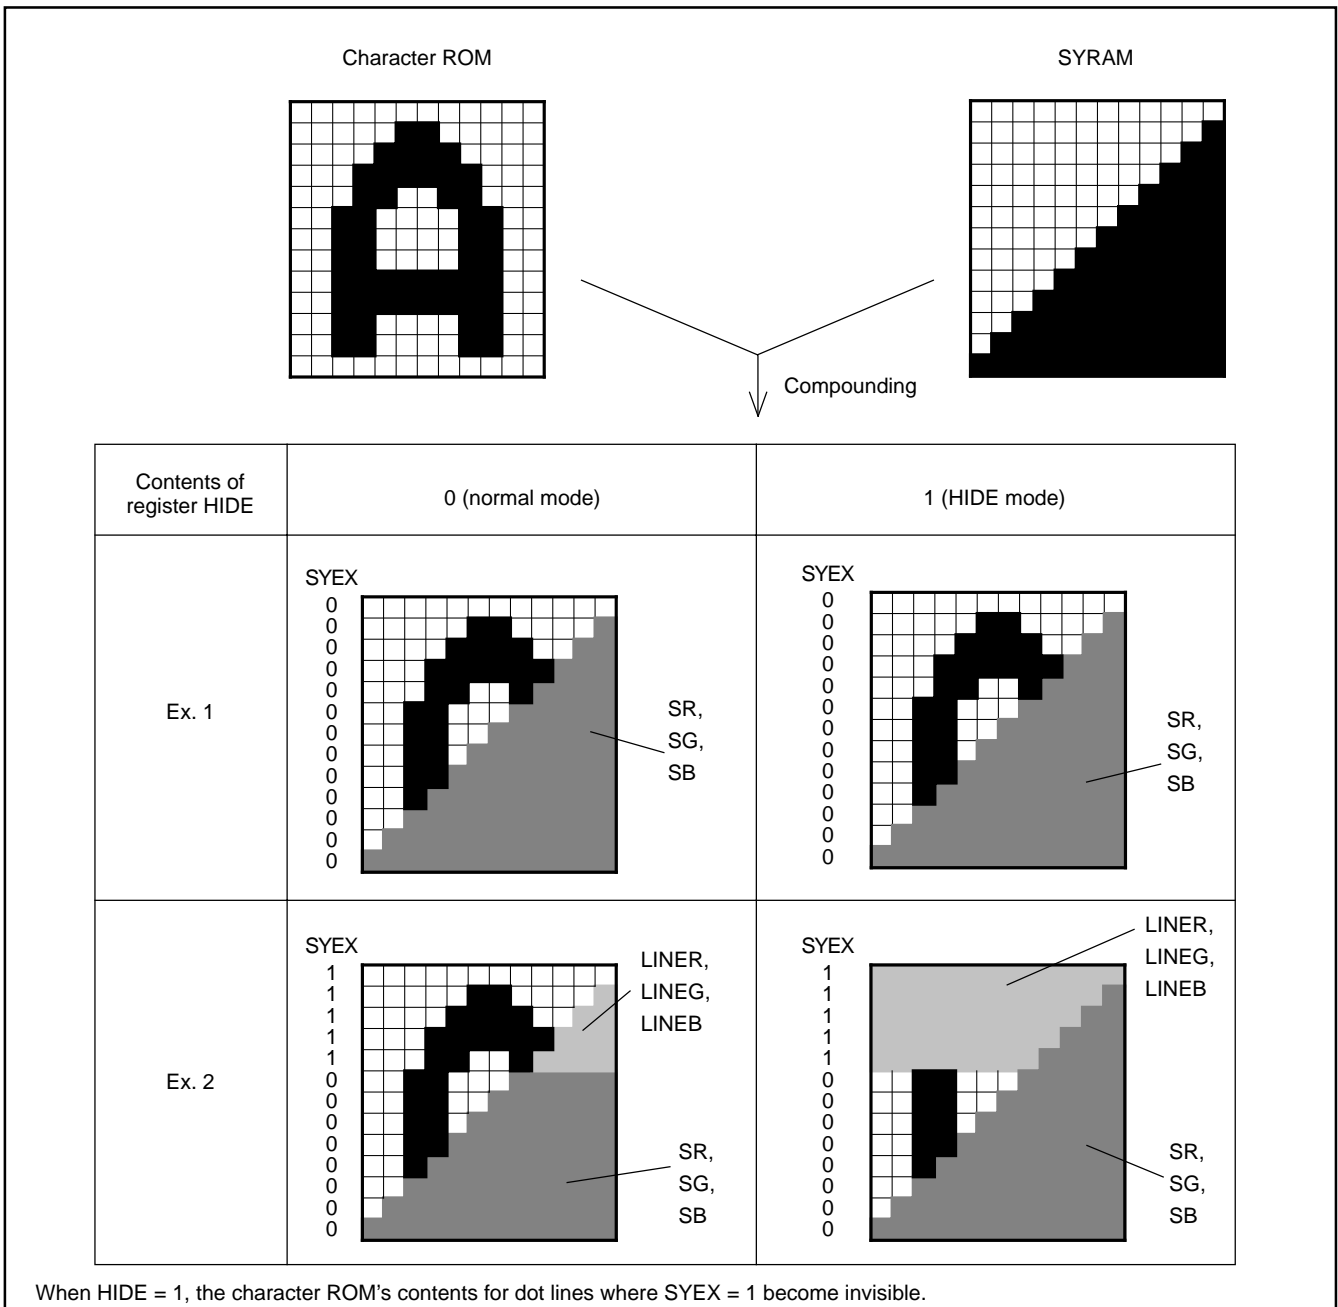 Character ROM
SYRAM
Compounding
Contents of
register HIDE
0 (normal mode)
1 (HIDE mode)
Ex. 1
SYEX
0
0
0
0
0
0
0
0
0
0
0
0
0
SR,
SG,
SB
SYEX
0
0
0
0
0
0
0
0
0
0
0
0
0
SR,
SG,
SB
Ex. 2
SYEX
1
1
1
1
1
0
0
0
0
0
0
0
0
LINER,
LINEG,
LINEB
SR,
SG,
SB
SYEX
1
1
1
1
1
0
0
0
0
0
0
0
0
LINER,
LINEG,
LINEB
SR,
SG,
SB
When HIDE = 1, the character ROM’s contents for dot lines where SYEX = 1 become invisible.